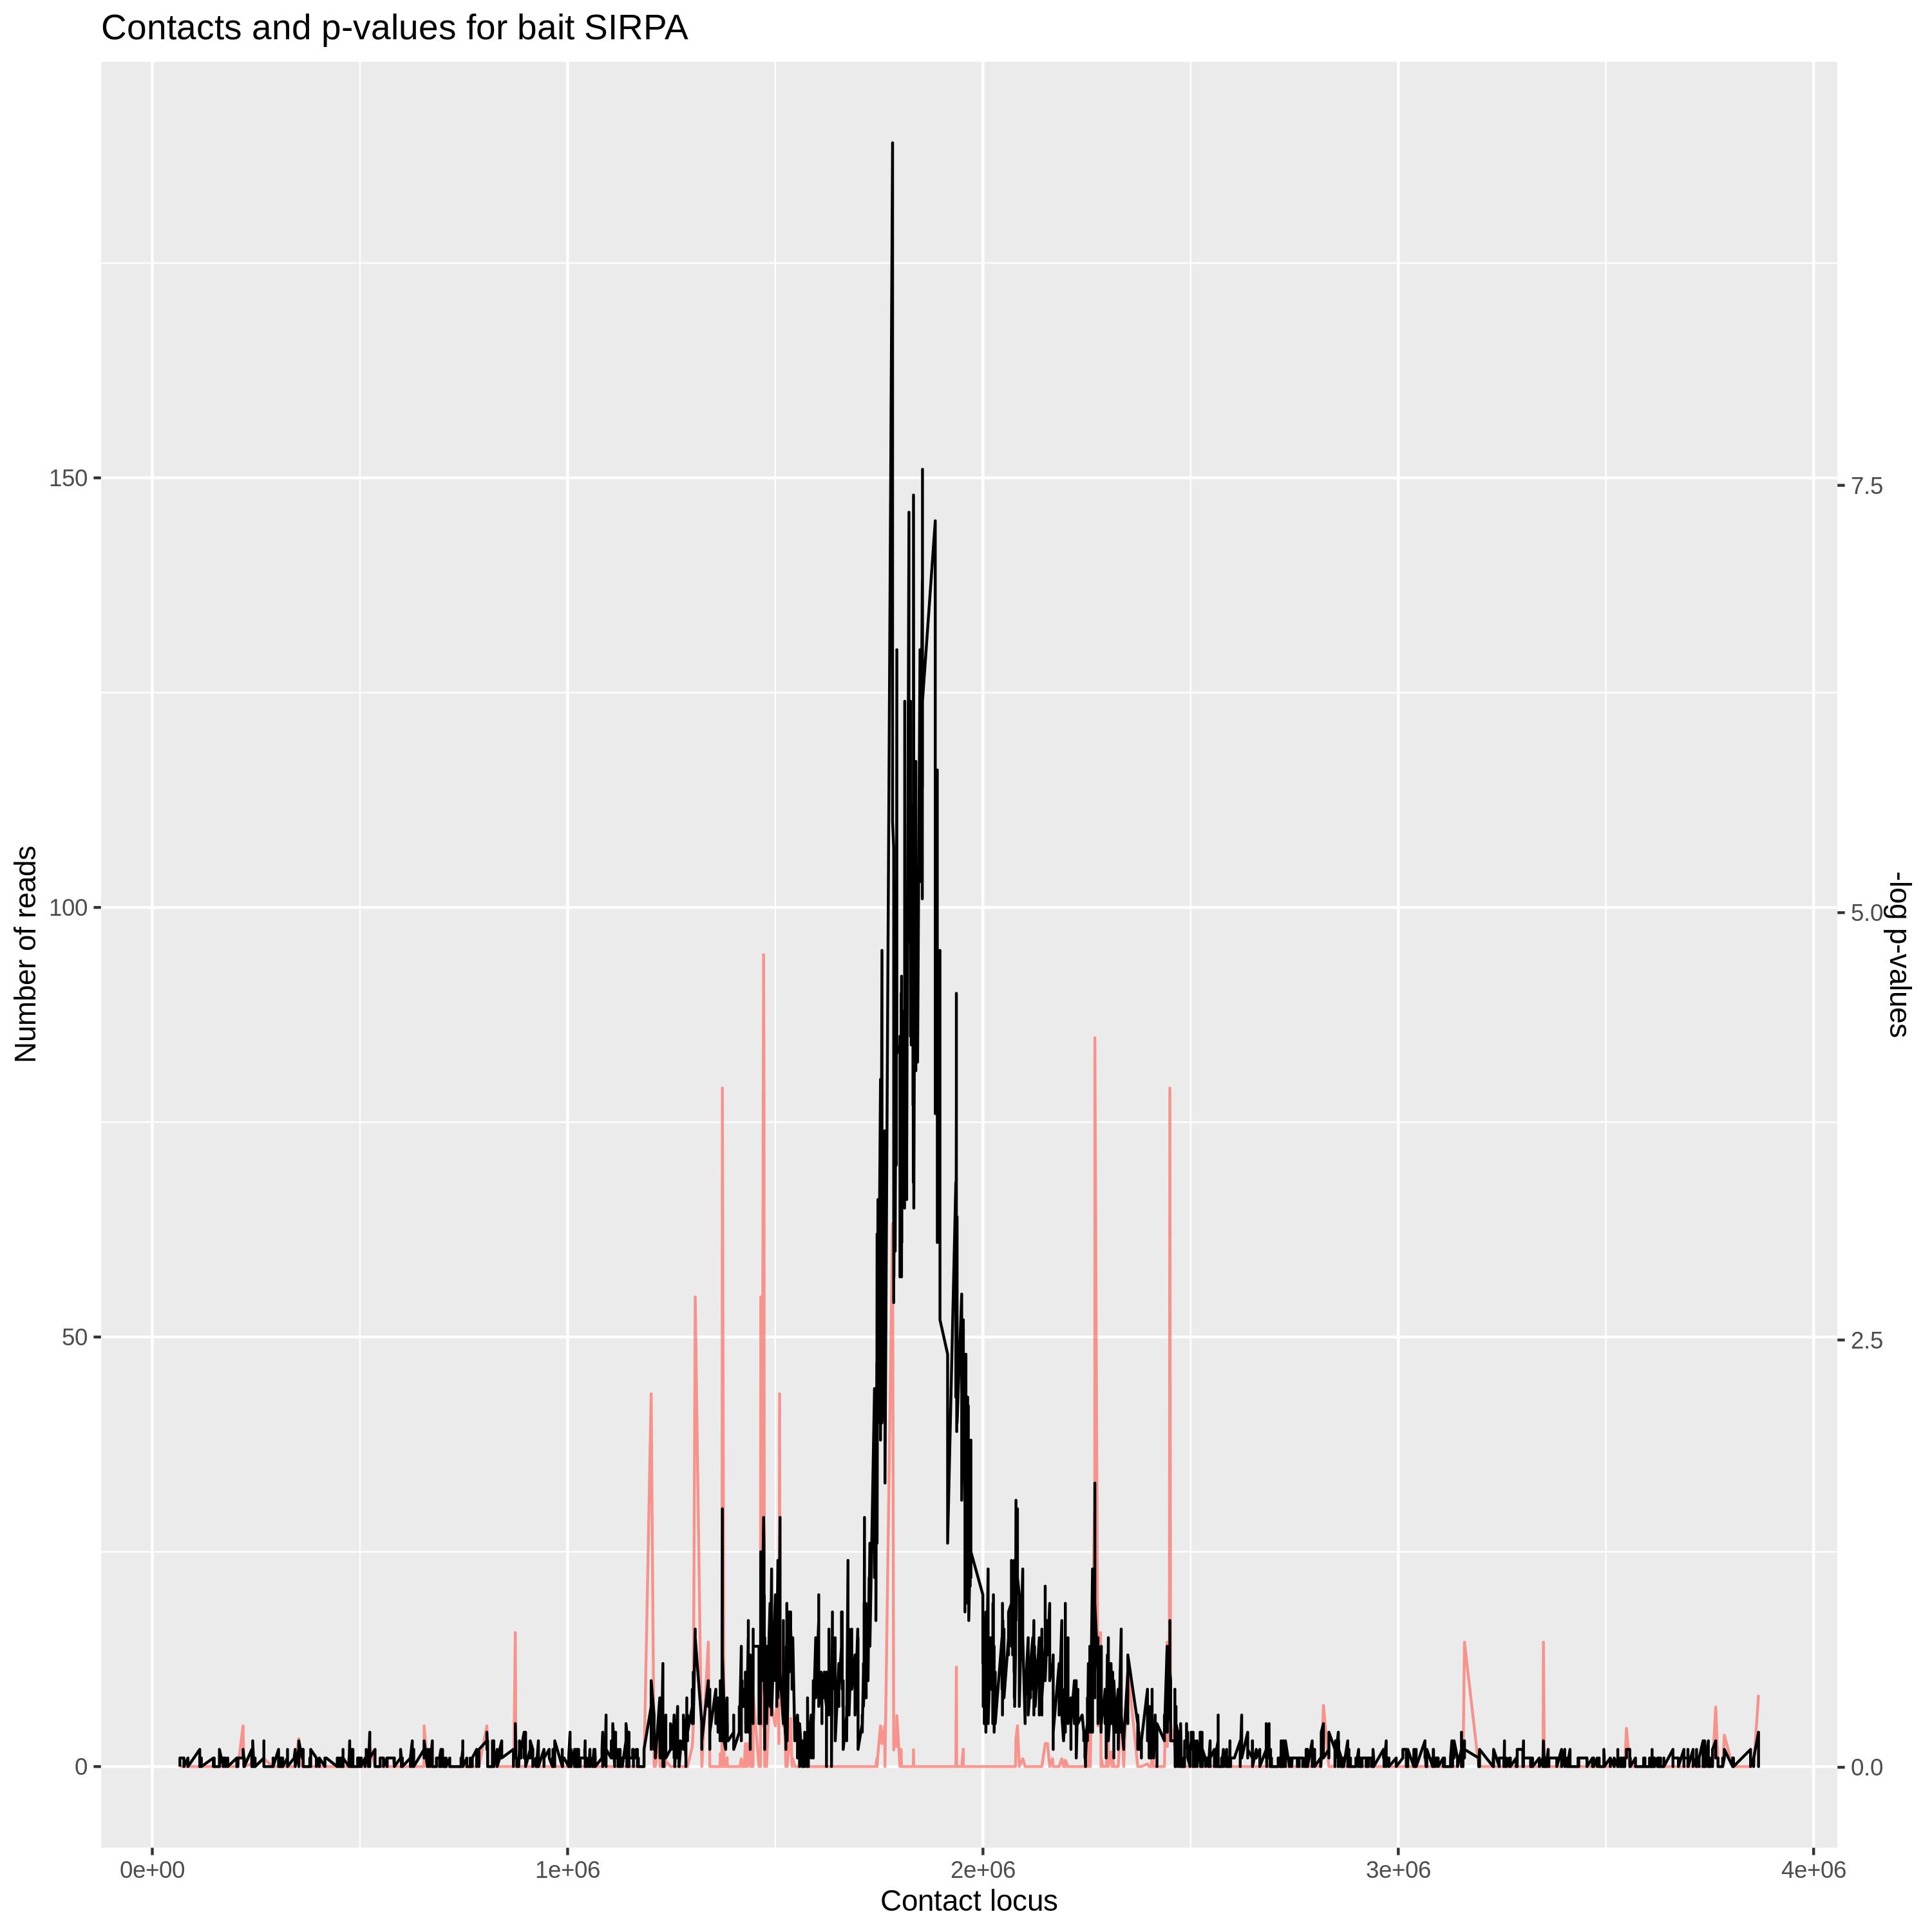 Contacts and p-values for bait SIRPA
150
100
50
0
Number of reads
7.5
5.0
2.5
0.0
-log p-values
0e+00 1e+06 2e+06 3e+06 4e+06
Contact locus